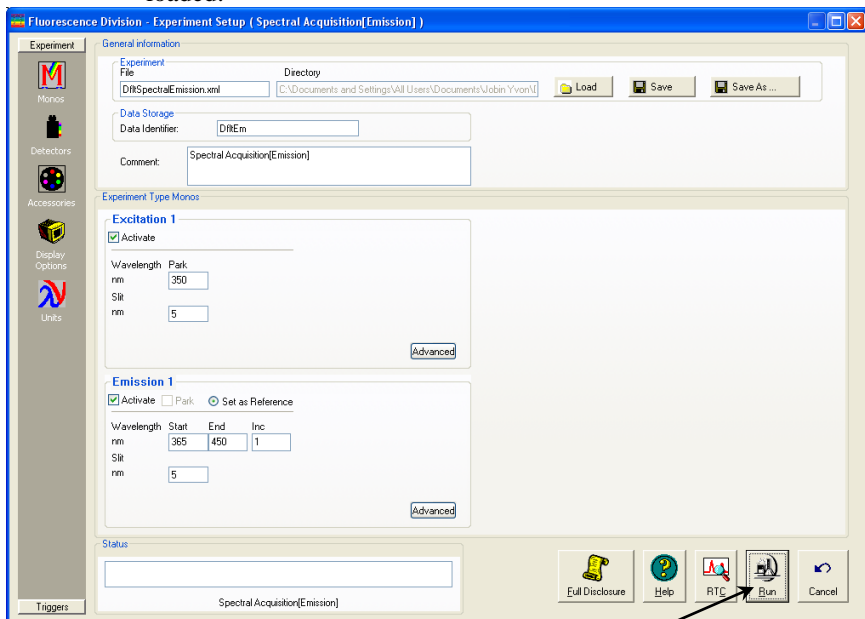 loaded.
Fluorescence Division - Experiment Setup ( Spectral Acquisition[Emission] )
Experiment
Monos
Detectors
Accessories
Display
Options
Units
Triggers
General information
Experiment
File Directory
DfltSpectralEmission.xml C:\Documents and Settings\All Users\Documents\Jobin Yvon\D Load Save Save As ...
Data Storage
Data Identifier: DfltEm
Comment: Spectral Acquisition[Emission]
Experiment Type Monos
Excitation 1
Activate
Wavelength Park
nm 350
Slit
nm 5
Advanced
Emission 1
Activate Park Set as Reference
Wavelength Start End Inc
nm 365 450 1
Slit
nm 5
Advanced
Status
Spectral Acquisition[Emission]
Full Disclosure Help RTC Run Cancel